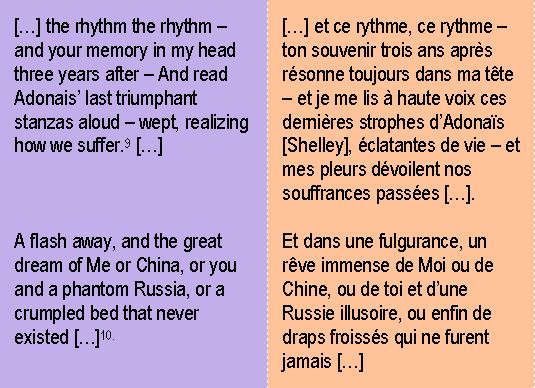 […] the rhythm the rhythm –
and your memory in my head
three years after – And read
Adonais’ last triumphant
stanzas aloud – wept, realizing
how we suffer.9 […]
A flash away, and the great
dream of Me or China, or you
and a phantom Russia, or a
crumpled bed that never
existed […]10.
[…] et ce rythme, ce rythme –
ton souvenir trois ans après
résonne toujours dans ma tête
– et je me lis à haute voix ces
dernières strophes d’Adonaïs
[Shelley], éclatantes de vie – et
mes pleurs dévoilent nos
souffrances passées […].
Et dans une fulgurance, un
rêve immense de Moi ou de
Chine, ou de toi et d’une
Russie illusoire, ou enfin de
draps froissés qui ne furent
jamais […]